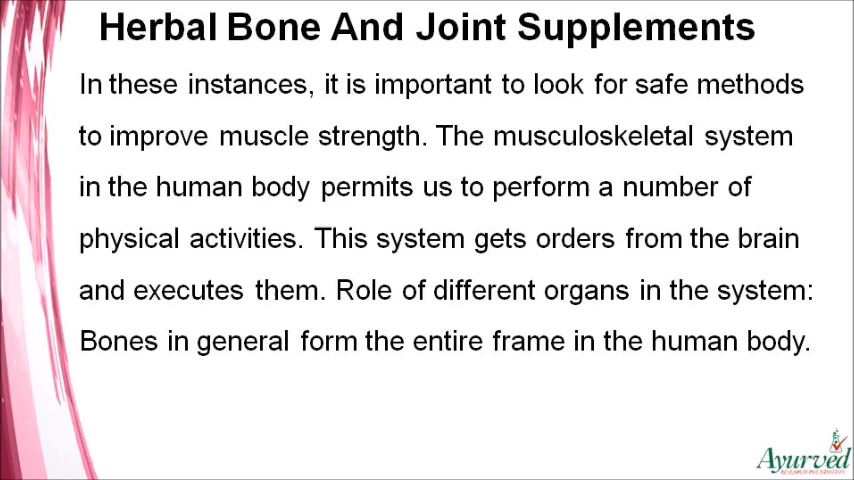 Herbal Bone And Joint Supplements
In these instances, it is important to look for safe methods
to improve muscle strength. The musculoskeletal system
in the human body permits us to perform a number of
physical activities. This system gets orders from the brain
and executes them. Role of different organs in the system:
Bones in general form the entire frame in the human body.
Ayurved
RESEARCH FOUNDATION